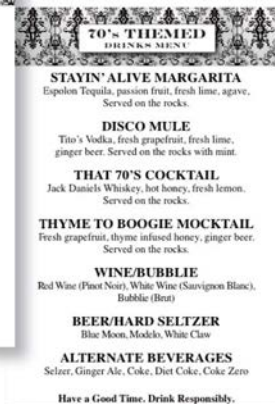 70's THEMED
DRINKS MENU
STAYIN' ALIVE MARGARITA
Espolon Tequila, passion fruit, fresh lime, agave,
Served on the rocks.
DISCO MULE
Tito's Vodka, fresh grapefruit, fresh lime,
ginger beer. Served on the rocks with mint.
THAT 70'S COCKTAIL
Jack Daniels Whiskey, hot honey, fresh lemon.
Served on the rocks.
THYME TO BOOGIE MOCKTAIL
Fresh grapefruit, thyme infused honey, ginger beer.
Served on the rocks.
WINE/BUBBLIE
Red Wine (Pinot Noir), White Wine (Sauvignon Blanc),
Bubblie (Brut)
BEER/HARD SELTZER
Blue Moon, Modelo, White Claw
ALTERNATE BEVERAGES
Selzer, Ginger Ale, Coke, Diet Coke, Coke Zero
Have a Good Time. Drink Responsibly.